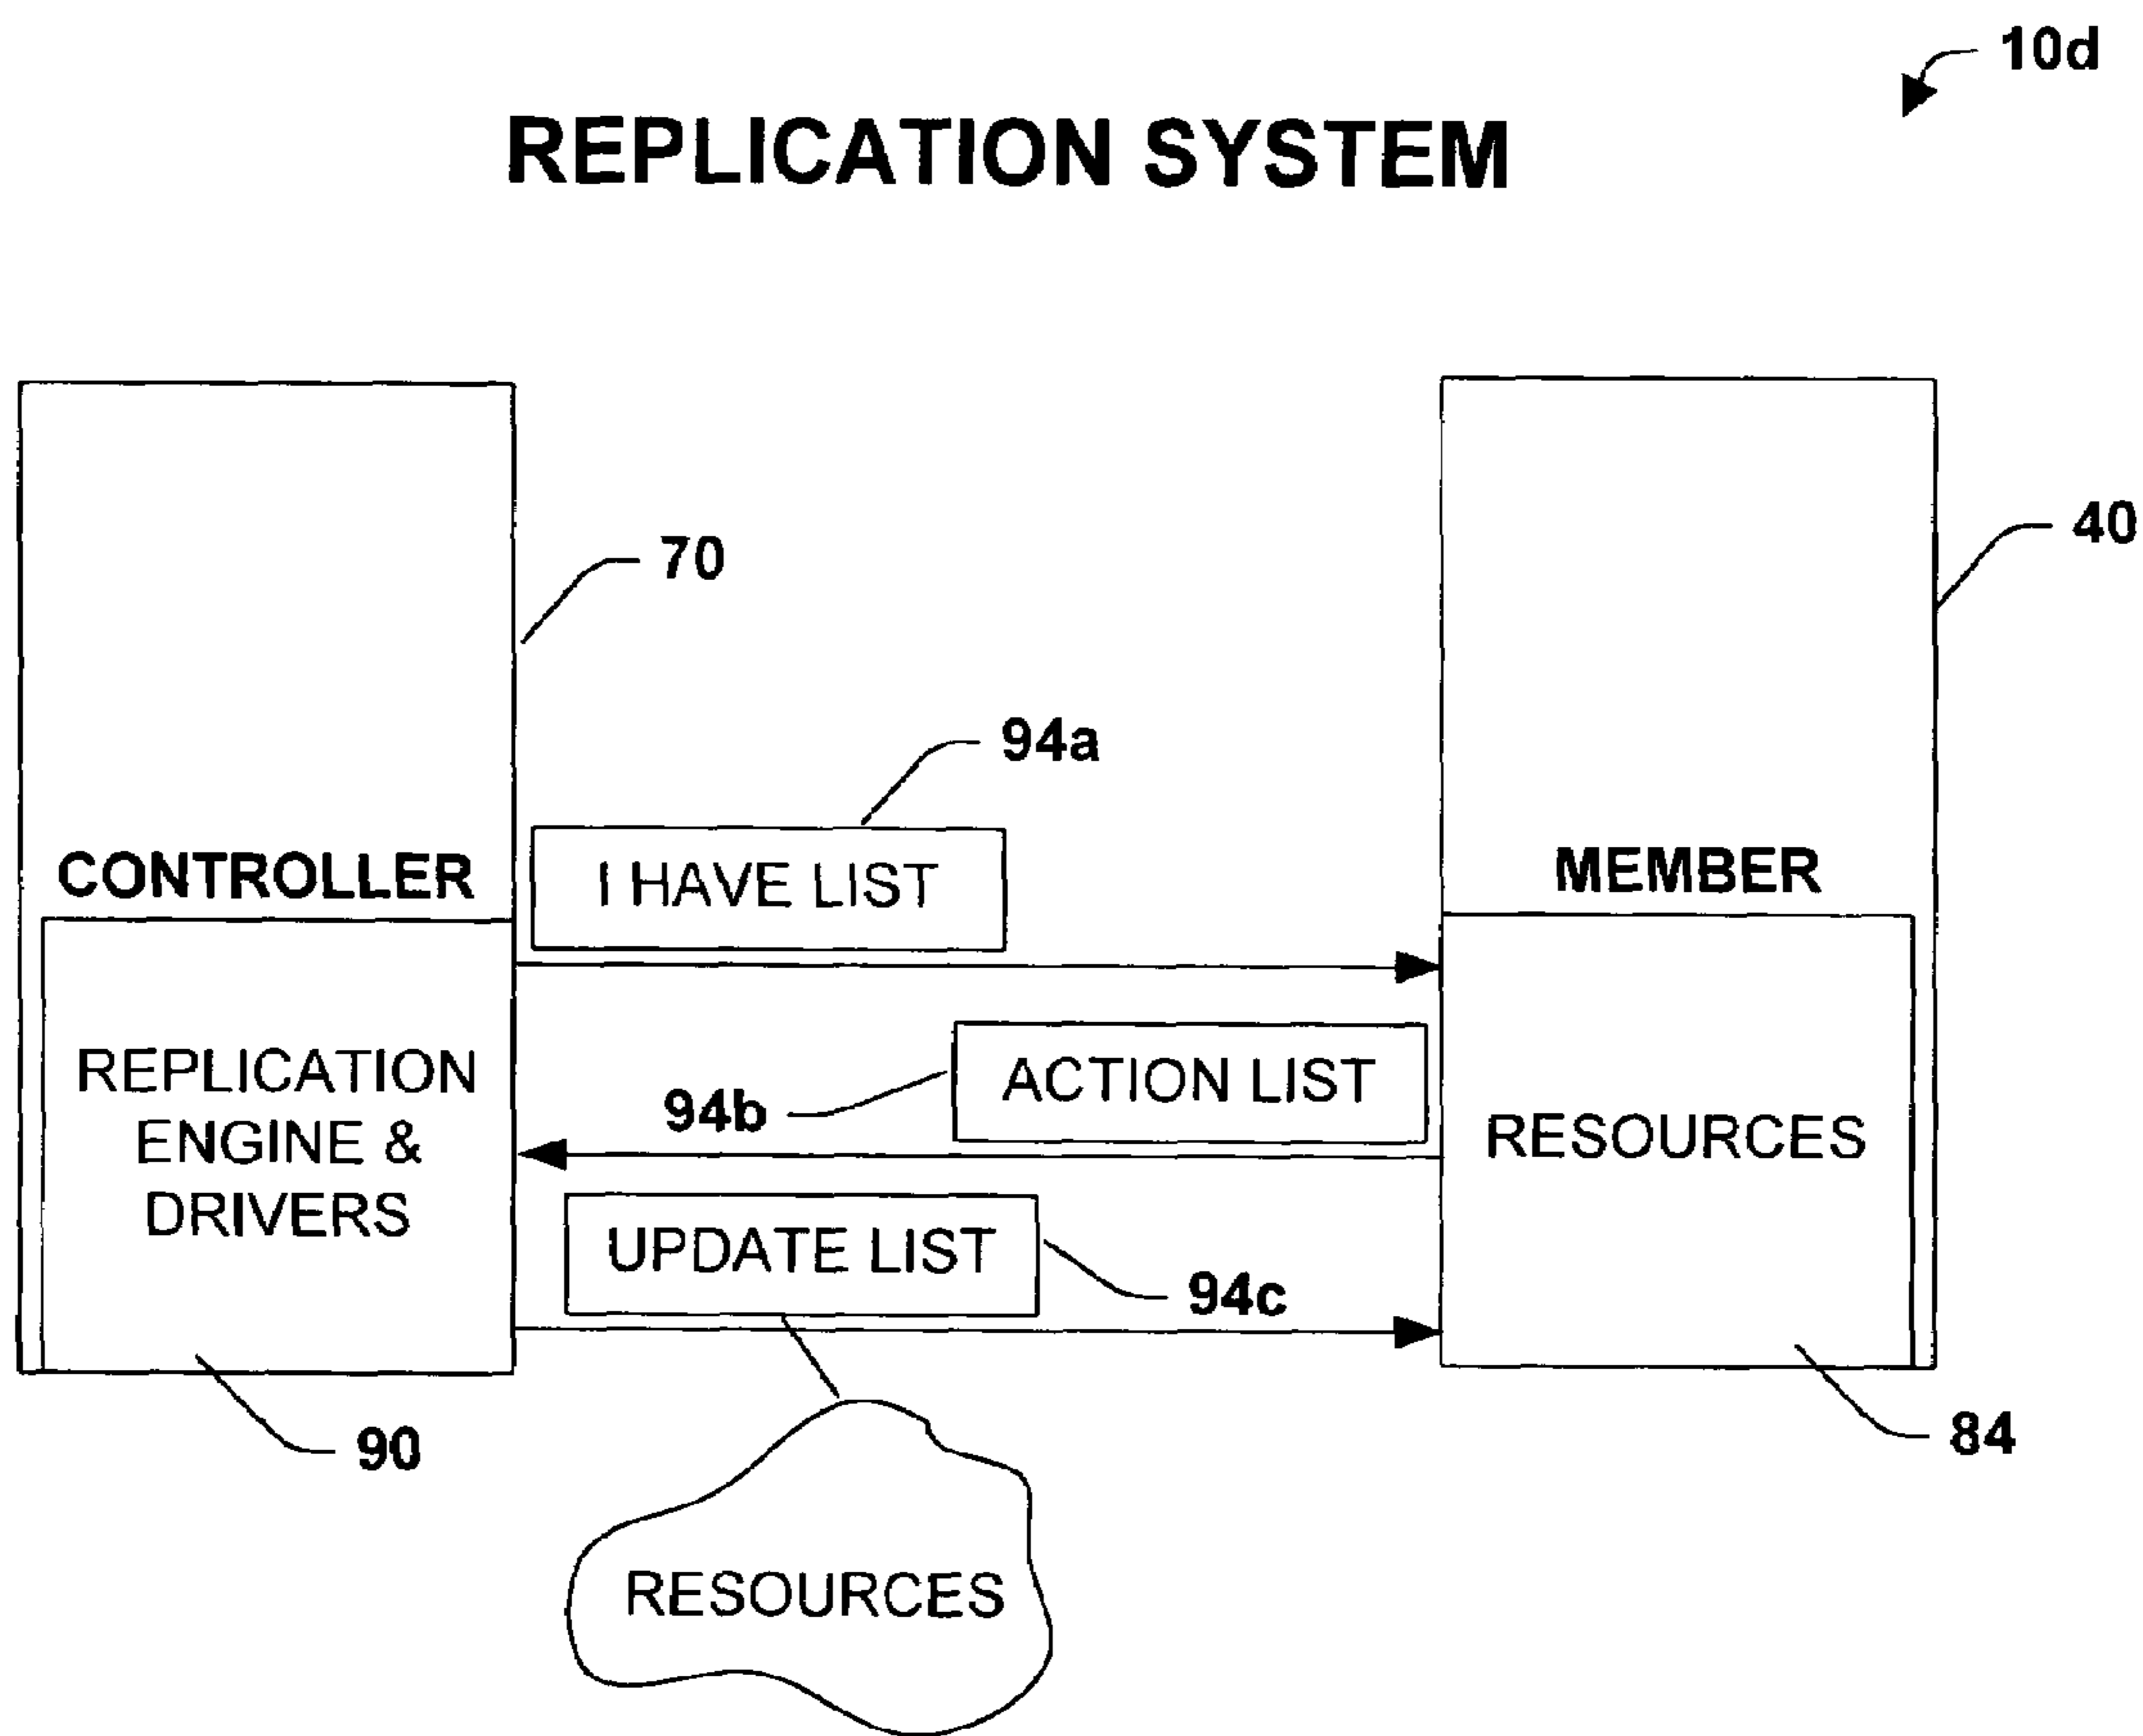 10d
REPLICATION SYSTEM
40
70
94a
CONTROLLER
I HAVE LIST
MEMBER
REPLICATION
ENGINE &
DRIVERS
ACTION LIST
94b
RESOURCES
UPDATE LIST
94c
90
84
RESOURCES